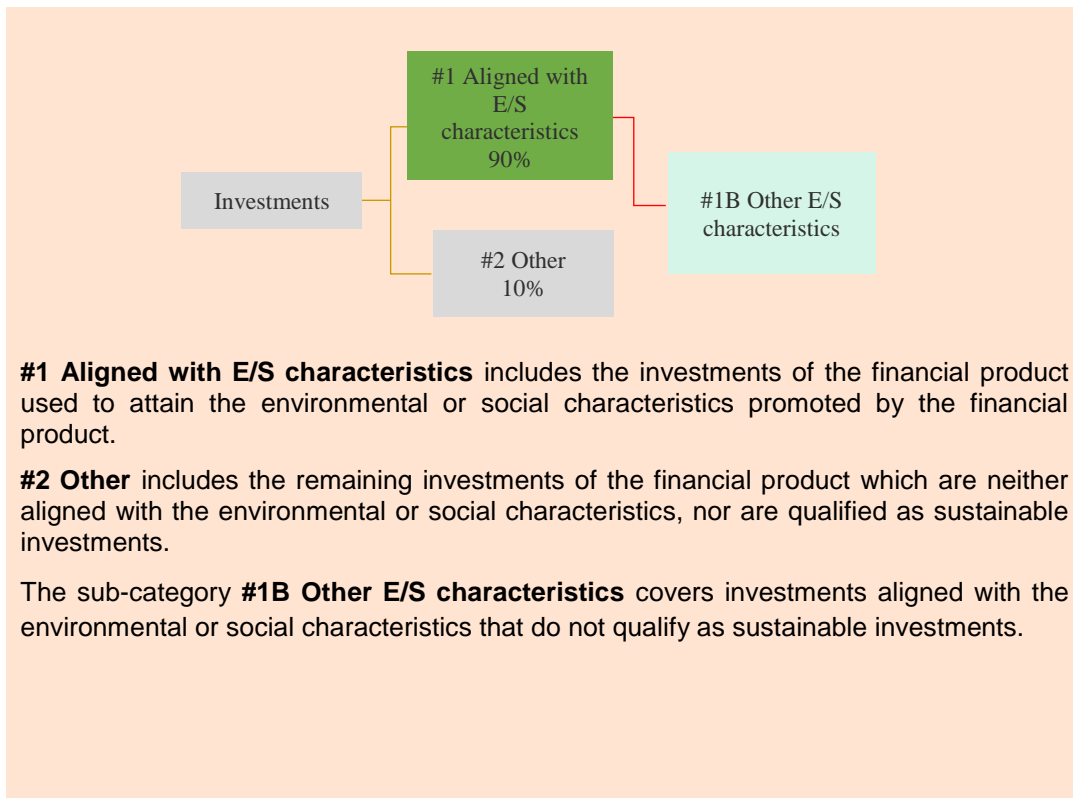 #1 Aligned with
E/S
characteristics
90%
Investments
#1B Other E/S
characteristics
#2 Other
10%
#1 Aligned with E/S characteristics includes the investments of the financial product
used to attain the environmental or social characteristics promoted by the financial
product.
#2 Other includes the remaining investments of the financial product which are neither
aligned with the environmental or social characteristics, nor are qualified as sustainable
investments.
The sub-category #1B Other E/S characteristics covers investments aligned with the
environmental or social characteristics that do not qualify as sustainable investments.